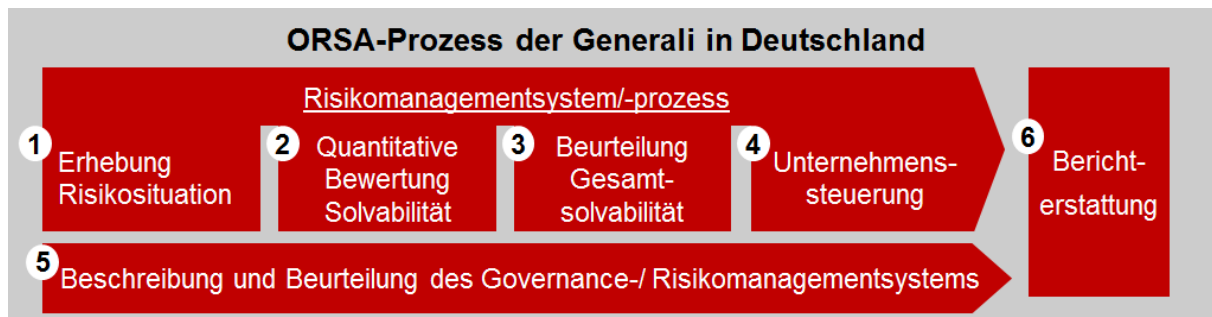 ORSA-Prozess der Generali in Deutschland
Risikomanagementsystem/-prozess
1
Erhebung
Risikosituation
2
Quantitative
Bewertung
Solvabilität
3
Beurteilung
Gesamt-
solvabilität
4
Unternehmens-
steuerung
5
Beschreibung und Beurteilung des Governance-/ Risikomanagementsystems
6
Bericht-
erstattung